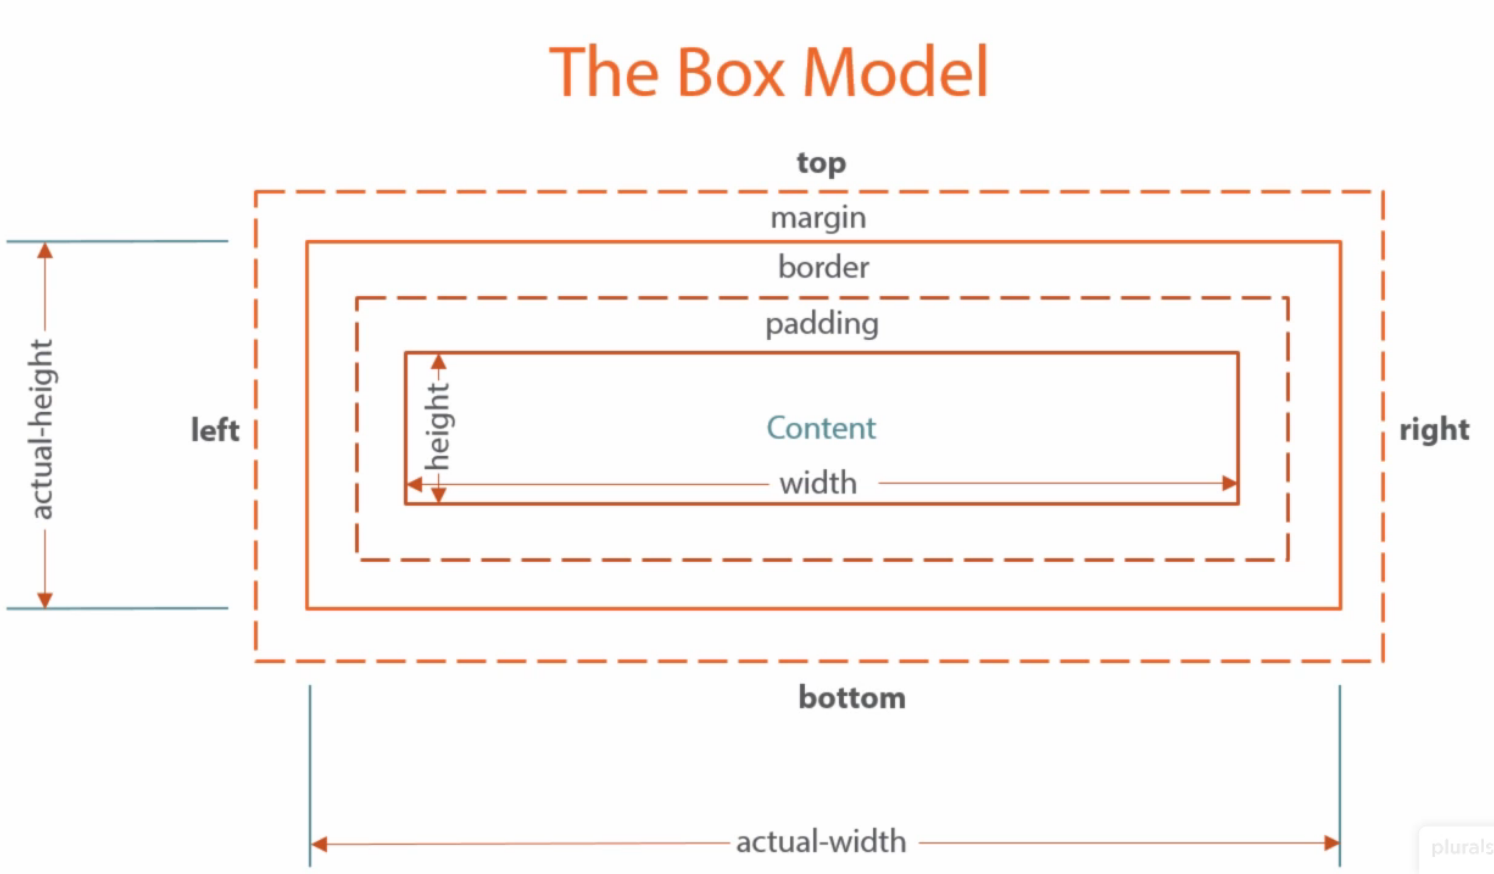 The Box Model
top
margin
border
padding
actual-height
left
height
Content
right
width
bottom
actual-width
plurals